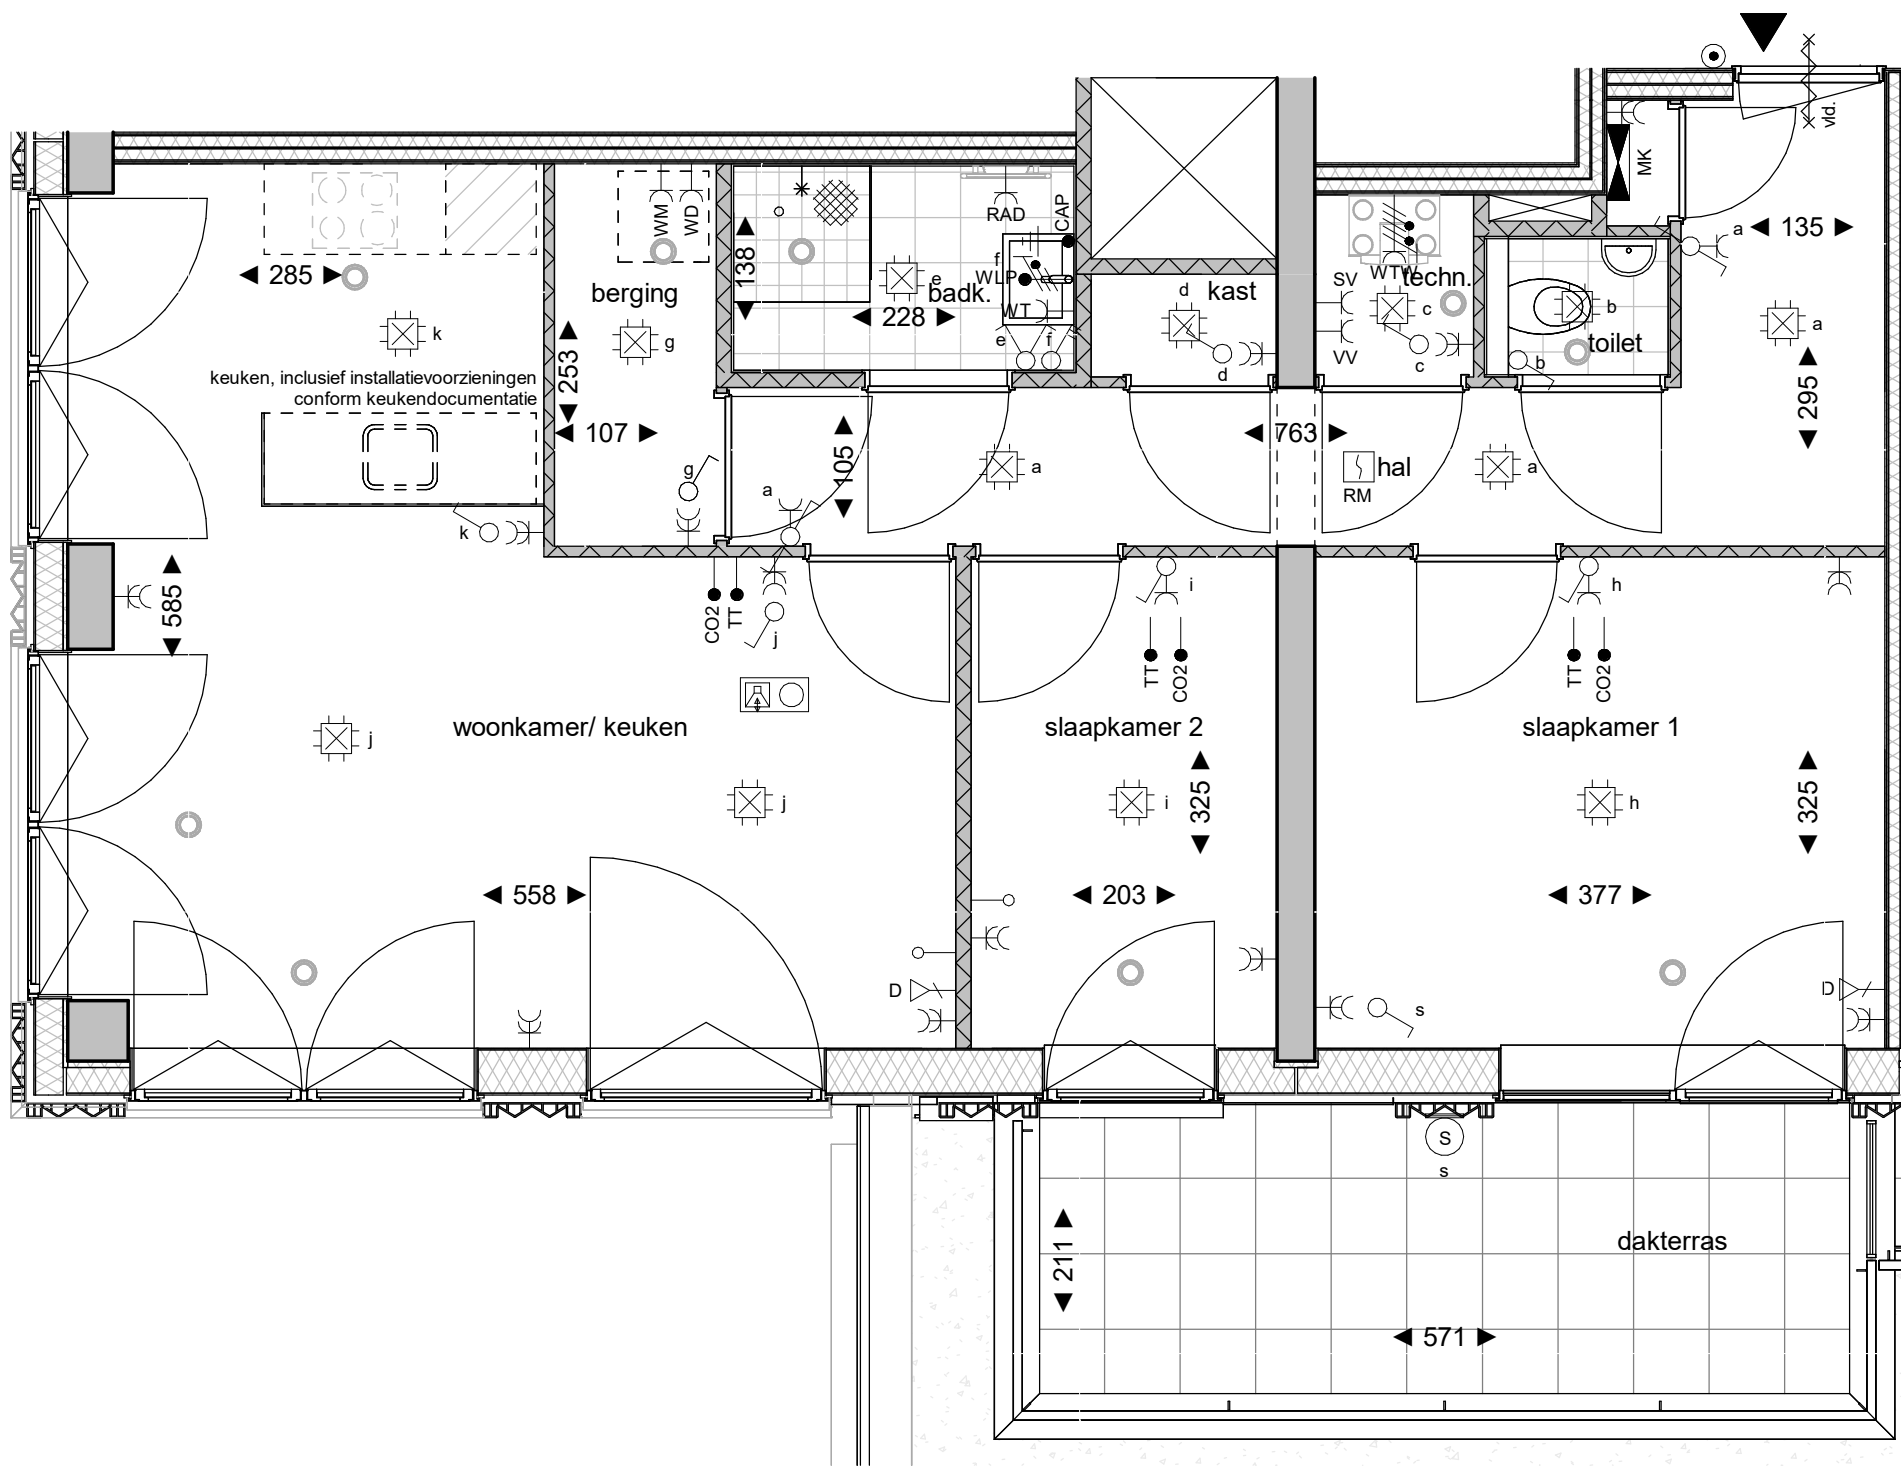 vld.
MK
a
135
WM
WD
RAD
CAP
138
285
berging
f
WLP
e
badk.
WT
228
d
kast
SV
WTW
techn.
c
VV
b
toilet
a
k
g
e
f
d
c
b
295
keuken, inclusief installatievoorzieningen
conform keukendocumentatie
253
107
105
763
g
a
a
hal
RM
a
k
585
CO2
TT
j
i
TT
CO2
h
TT
CO2
woonkamer/ keuken
slaapkamer 2
slaapkamer 1
j
j
i
325
h
325
558
203
377
D
D
s
S
s
211
dakterras
571